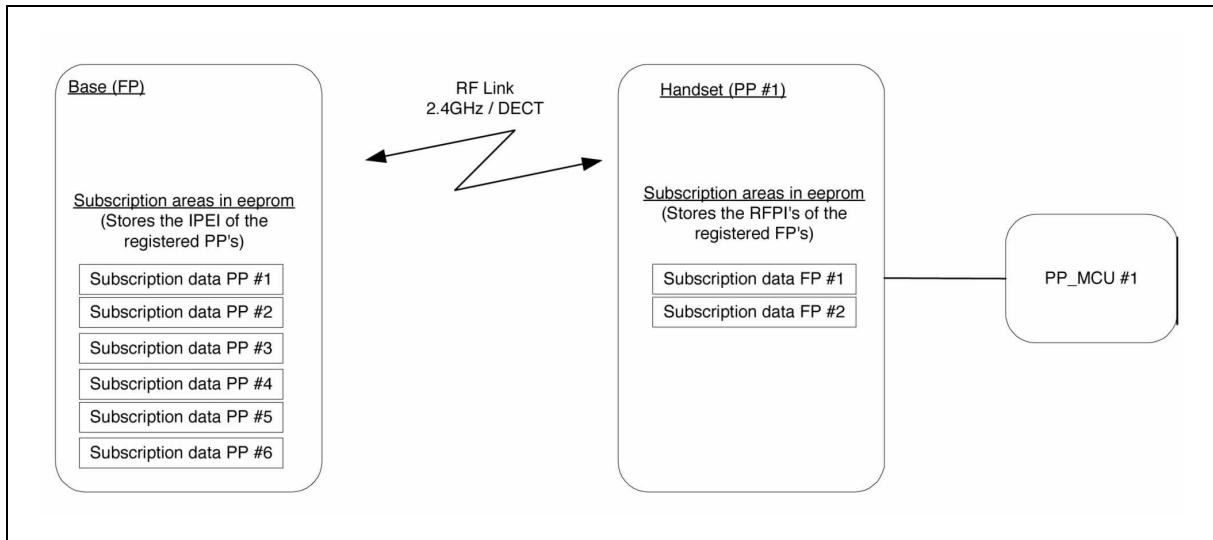 Base (FP)
Subscription areas in eeprom
(Stores the IPEI of the
registered PP's)
Subscription data PP #1
Subscription data PP #2
Subscription data PP #3
Subscription data PP #4
Subscription data PP #5
Subscription data PP #6
RF Link
2.4GHz / DECT
Handset (PP #1)
Subscription areas in eeprom
(Stores the RFPI's of the
registered FP's)
Subscription data FP #1
Subscription data FP #2
PP_MCU #1